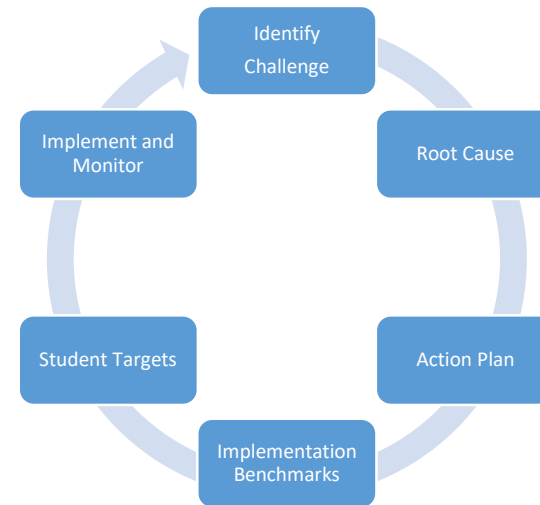 Identify
Challenge
Root Cause
Action Plan
Implementation
Benchmarks
Student Targets
Implement and
Monitor